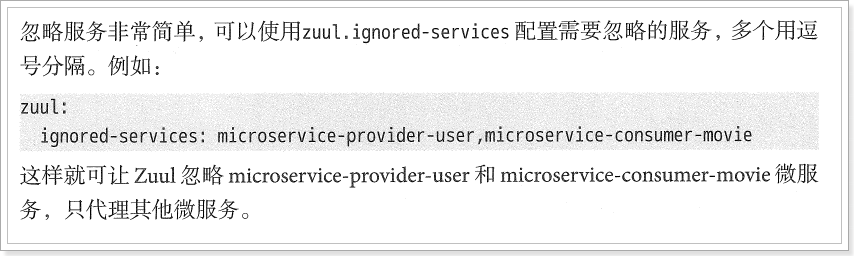 忽略服务非常简单，可以使用zuul.ignored-services 配置需要忽略的服务，多个用逗
号分隔。例如：
zuul:
  ignored-services: microservice-provider-user,microservice-consumer-movie
这样就可让 Zuul 忽略 microservice-provider-user 和 microservice-consumer-movie 微服
务，只代理其他微服务。